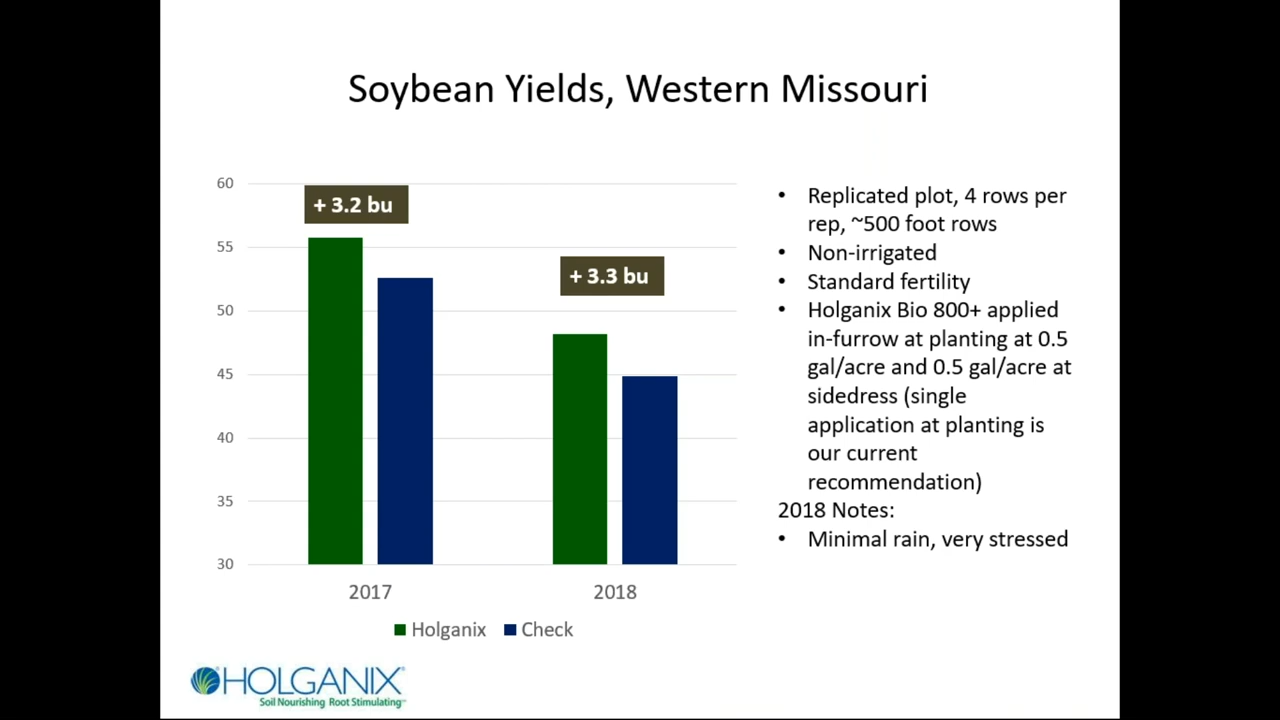 Soybean Yields, Western Missouri
60
55
50
45
40
35
30
+ 3.2 bu
+ 3.3 bu
2017
2018
Holganix
Check
• Replicated plot, 4 rows per
rep, ~500 foot rows
• Non-irrigated
• Standard fertility
• Holganix Bio 800+ applied
in-furrow at planting at 0.5
gal/acre and 0.5 gal/acre at
sidedress (single
application at planting is
our current
recommendation)
2018 Notes:
• Minimal rain, very stressed
HOLGANIX
Soil Nourishing Root Stimulating